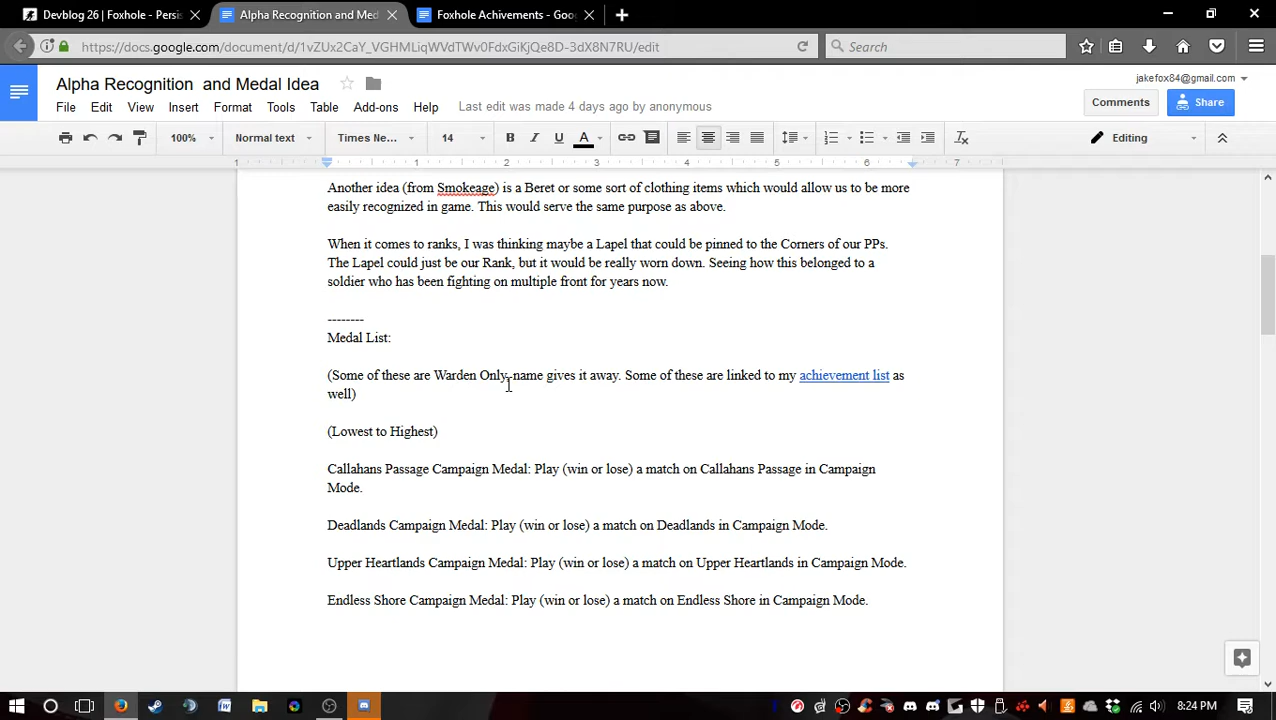 Devblog 26 | Foxhole - Persis
Alpha Recognition and Med
Foxhole Achivements - Goo
https://docs.google.com/document/d/1vZUx2CaY_VGHMLiqWVdTWv0FdxGiKjQe8D-3dX8N7RU/edit
Search
Alpha Recognition and Medal Idea
jakefox84@gmail.com
File Edit View Insert Format Tools Table Add-ons Help Last edit was made 4 days ago by anonymous
Comments
Share
100% Normal text Times Ne... 14 B I U A Editing
1 1 2 3 4 5 6 7
Another idea (from Smokeage) is a Beret or some sort of clothing items which would allow us to be more
easily recognized in game. This would serve the same purpose as above.
When it comes to ranks, I was thinking maybe a Lapel that could be pinned to the Corners of our PPs.
The Lapel could just be our Rank, but it would be really worn down. Seeing how this belonged to a
soldier who has been fighting on multiple front for years now.
--------
Medal List:
(Some of these are Warden Only-name gives it away. Some of these are linked to my achievement list as
well)
(Lowest to Highest)
Callahans Passage Campaign Medal: Play (win or lose) a match on Callahans Passage in Campaign
Mode.
Deadlands Campaign Medal: Play (win or lose) a match on Deadlands in Campaign Mode.
Upper Heartlands Campaign Medal: Play (win or lose) a match on Upper Heartlands in Campaign Mode.
Endless Shore Campaign Medal: Play (win or lose) a match on Endless Shore in Campaign Mode.
8:24 PM